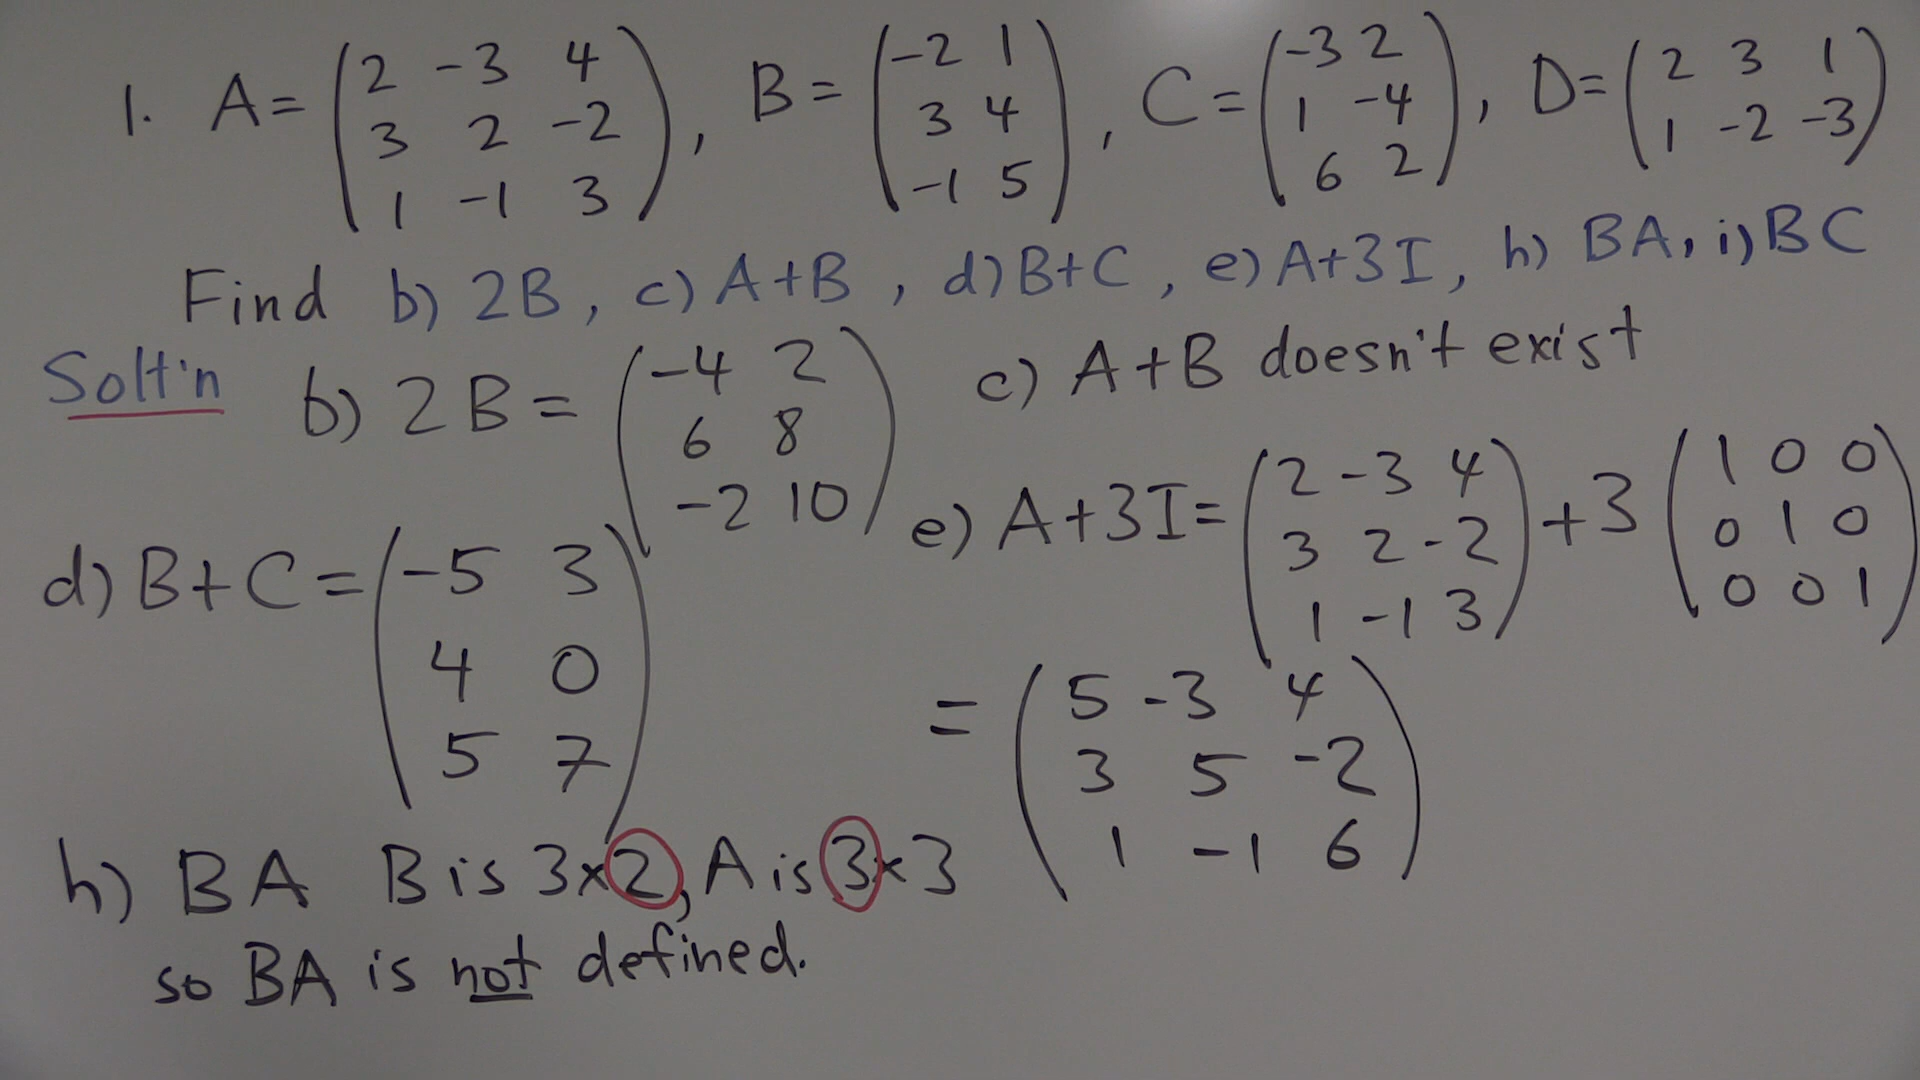 1. A = (2 -3 4 / 3 2 -2 / 1 -1 3), B = (-2 1 / 3 4 / -1 5), C = (-3 2 / 1 -4 / 6 2), D = (2 3 1 / 1 -2 -3)
Find b) 2B, c) A+B, d) B+C, e) A+3I, h) BA, i) BC
Solt'n b) 2B = (-4 2 / 6 8 / -2 10) c) A+B doesn't exist
d) B+C = (-5 3 / 4 0 / 5 7) e) A+3I = (2 -3 4 / 3 2 -2 / 1 -1 3) + 3 (1 0 0 / 0 1 0 / 0 0 1)
= (5 -3 4 / 3 5 -2 / 1 -1 6)
h) BA B is 3×2, A is 3×3
so BA is not defined.